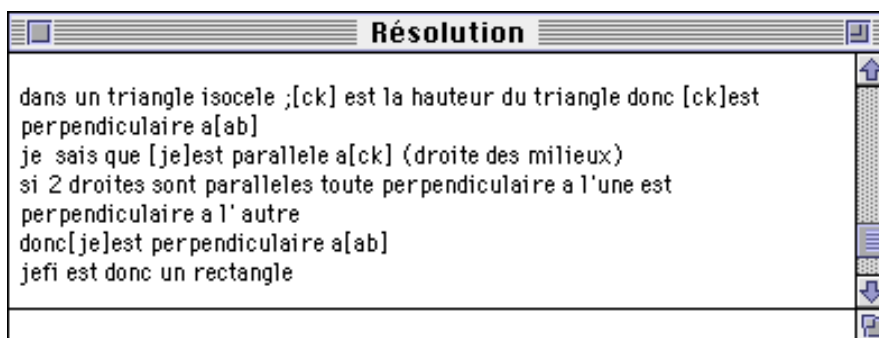 Résolution
dans un triangle isocele ;[ck] est la hauteur du triangle donc [ck]est
perpendiculaire a[ab]
je sais que [je]est parallele a[ck] (droite des milieux)
si 2 droites sont paralleles toute perpendiculaire a l'une est
perpendiculaire a l' autre
donc[je]est perpendiculaire a[ab]
jefi est donc un rectangle